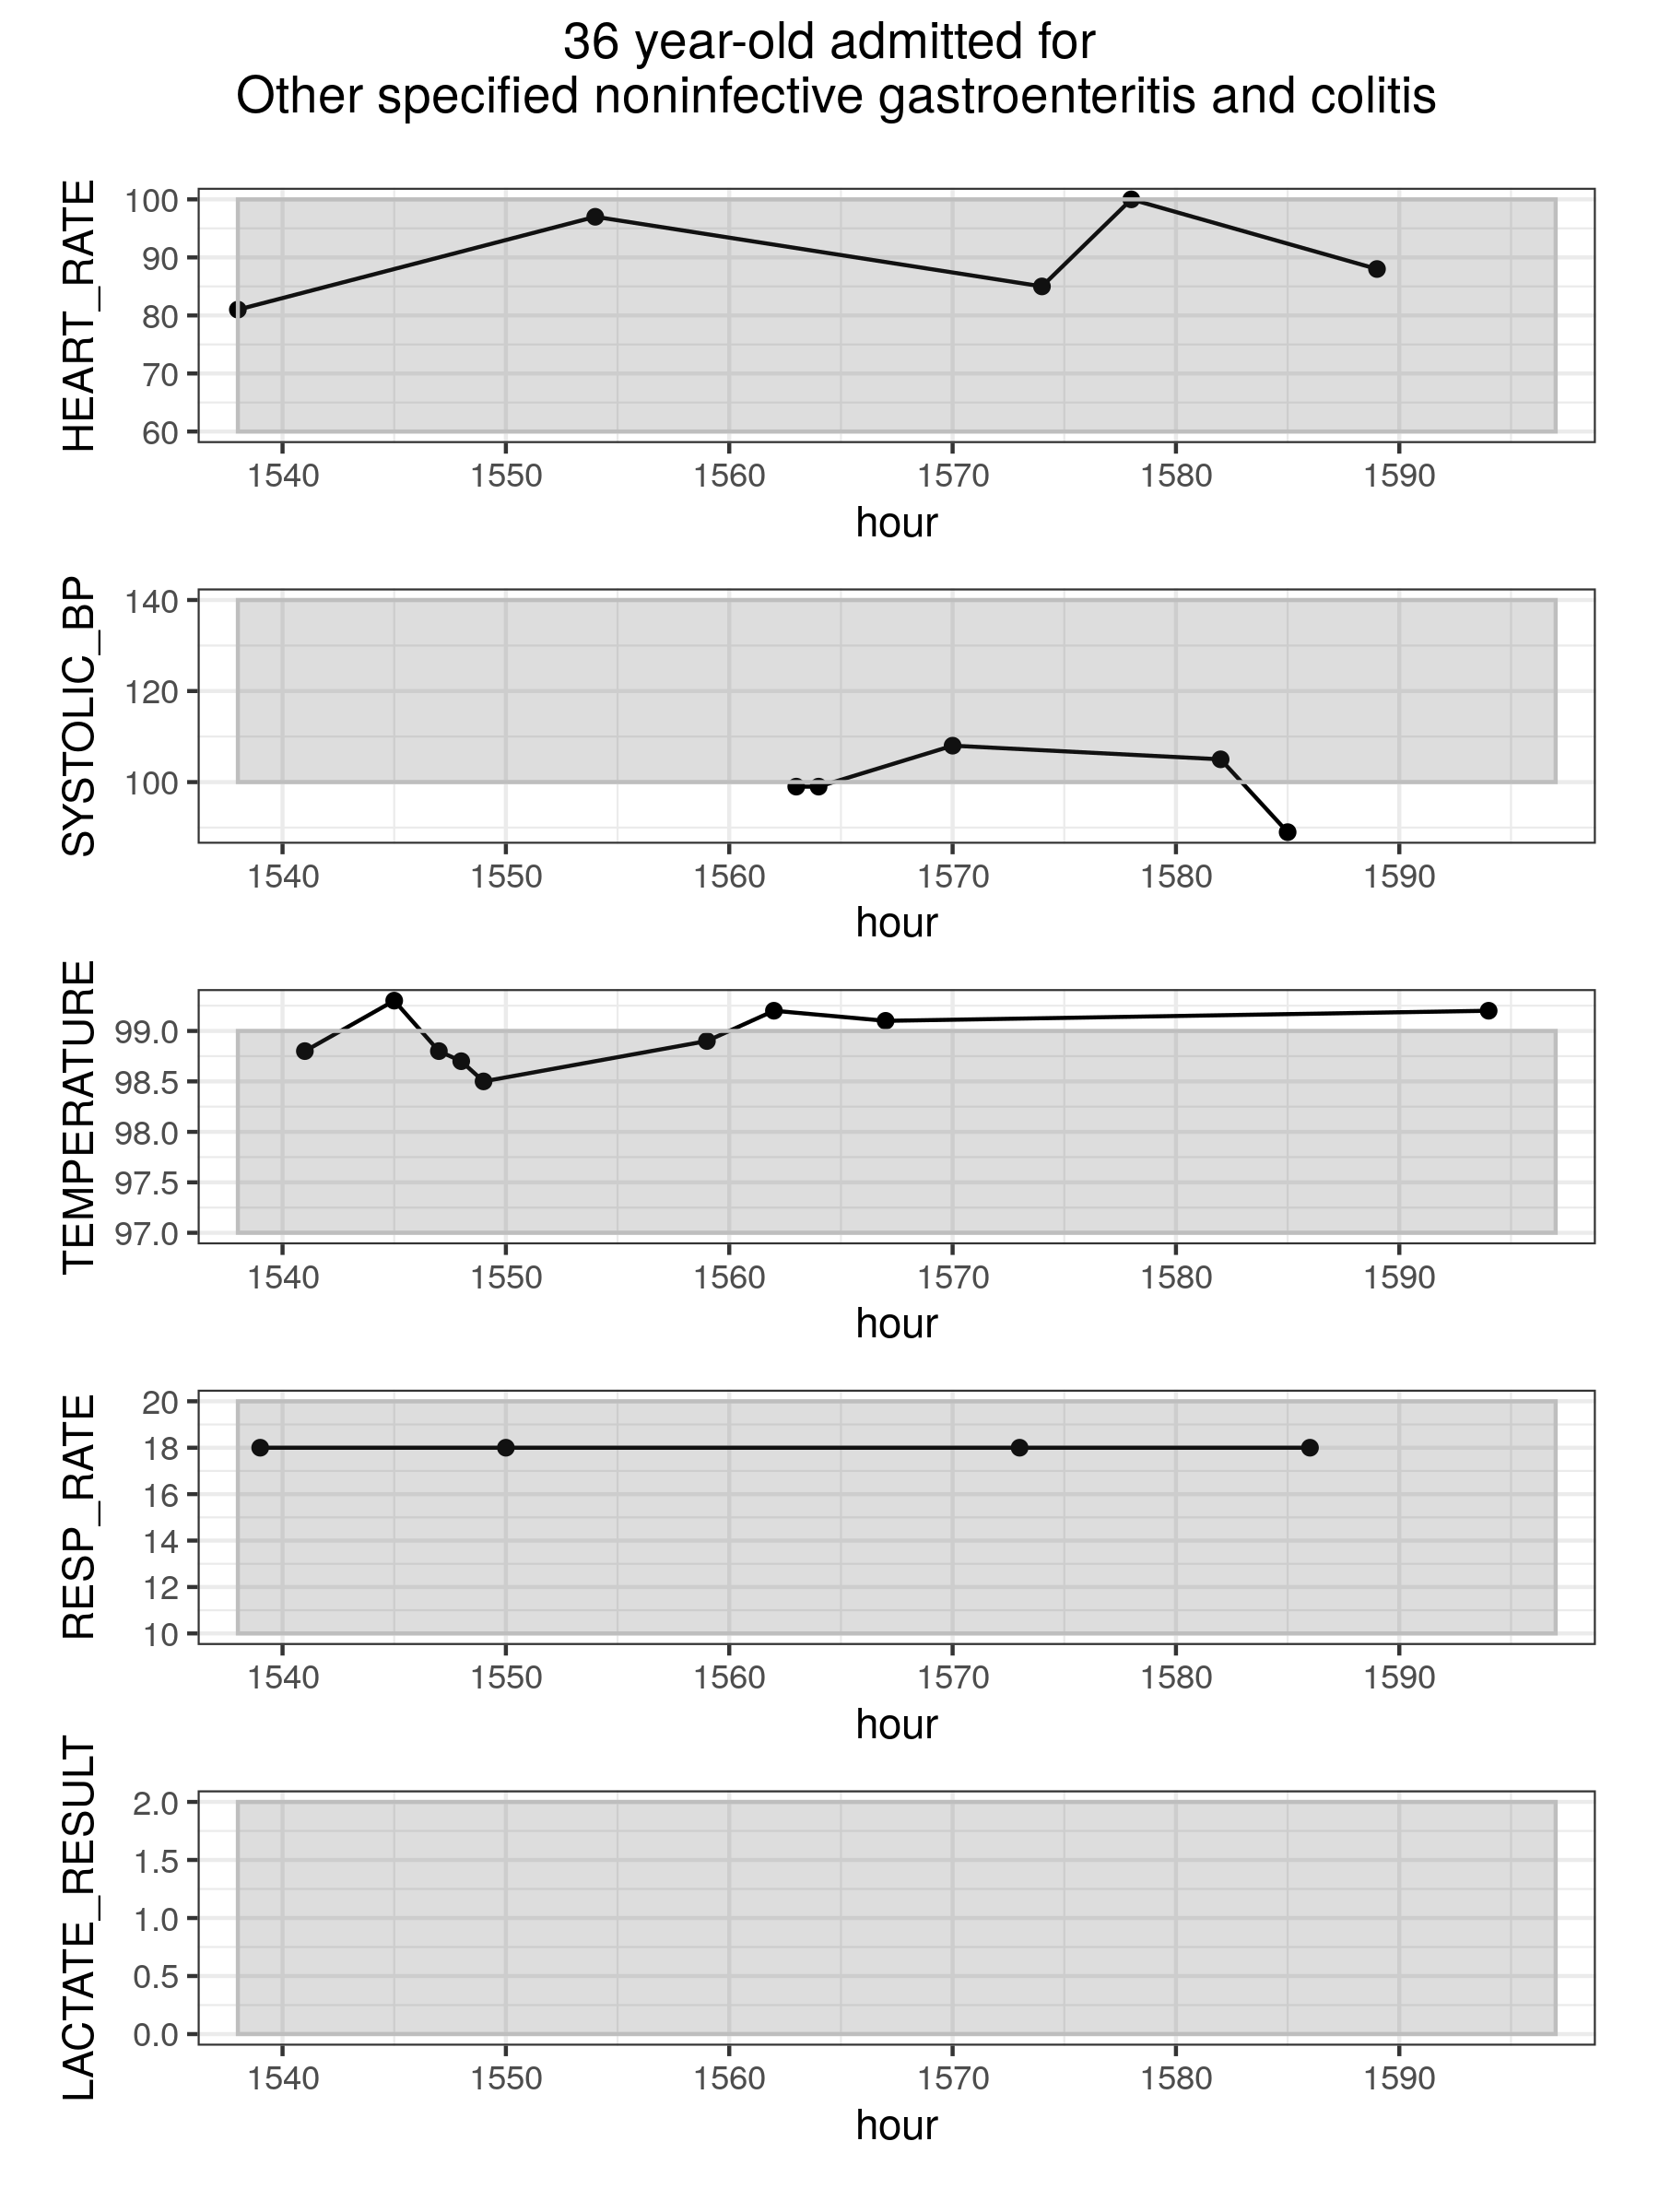 36 year-old admitted for
Other specified noninfective gastroenteritis and colitis
HEART_RATE
100
90
80
70
60
1540 1550 1560 1570 1580 1590
hour
SYSTOLIC_BP
140
120
100
1540 1550 1560 1570 1580 1590
hour
TEMPERATURE
99.0
98.5
98.0
97.5
97.0
1540 1550 1560 1570 1580 1590
hour
RESP_RATE
20
18
16
14
12
10
1540 1550 1560 1570 1580 1590
hour
LACTATE_RESULT
2.0
1.5
1.0
0.5
0.0
1540 1550 1560 1570 1580 1590
hour